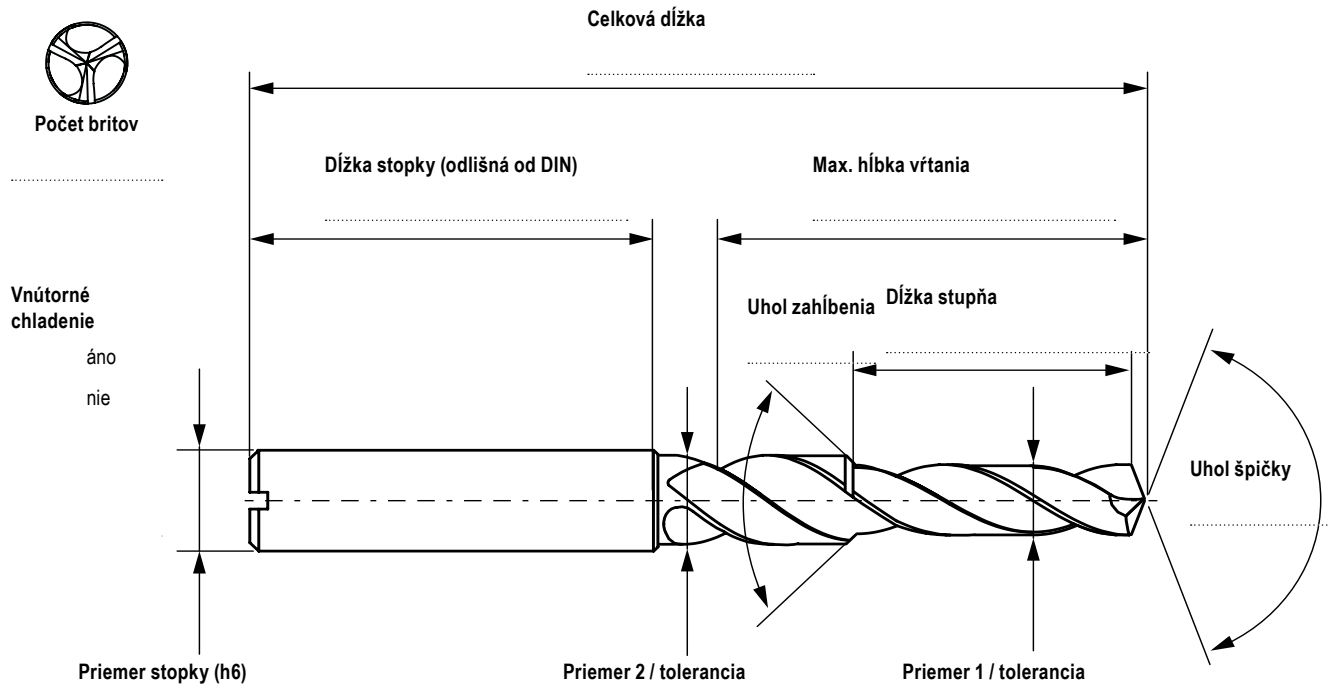 Celková dĺžka
Počet britov
Dĺžka stopky (odlišná od DIN)
Max. hĺbka vŕtania
Vnútorné
chladenie
áno
nie
Uhol zahĺbenia
Dĺžka stupňa
Uhol špičky
Priemer stopky (h6)
Priemer 2 / tolerancia
Priemer 1 / tolerancia